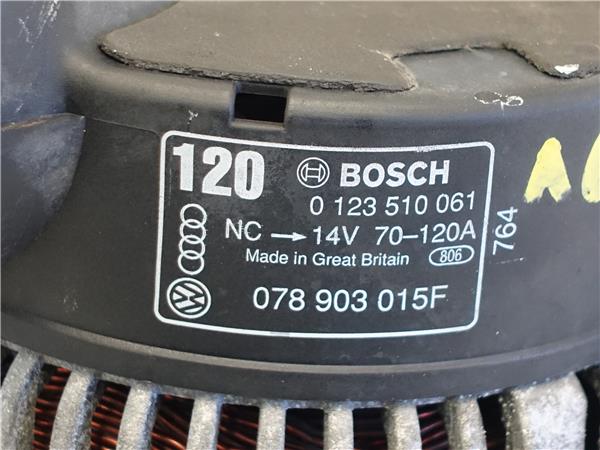 120 BOSCH
0 123 510 061
NC → 14V 70–120A
Made in Great Britain 806
078 903 015F
764